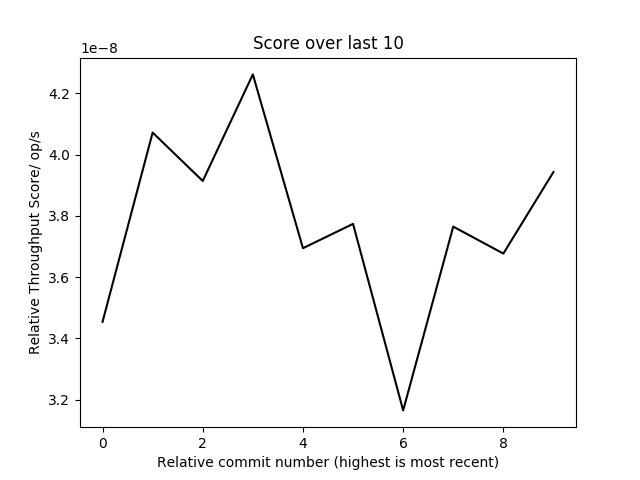 Score over last 10
1e−8
4.2
4.0
3.8
3.6
3.4
3.2
Relative Throughput Score/ op/s
0 2 4 6 8
Relative commit number (highest is most recent)